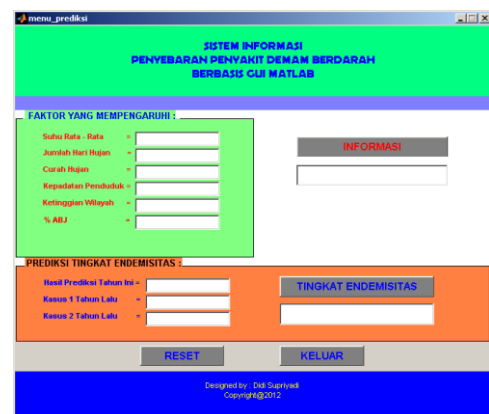 menu_prediksi
SISTEM INFORMASI
PENYEBARAN PENYAKIT DEMAM BERDARAH
BERBASIS GUI MATLAB
FAKTOR YANG MEMPENGARUHI :
Suhu Rata - Rata =
Jumlah Hari Hujan =
Curah Hujan =
Kepadatan Penduduk =
Ketinggian Wilayah =
% ABJ =
INFORMASI
PREDIKSI TINGKAT ENDEMISITAS :
Hasil Prediksi Tahun Ini =
Kasus 1 Tahun Lalu =
Kasus 2 Tahun Lalu =
TINGKAT ENDEMISITAS
RESET
KELUAR
Designed by : Didi Supriyadi
Copyright@2012